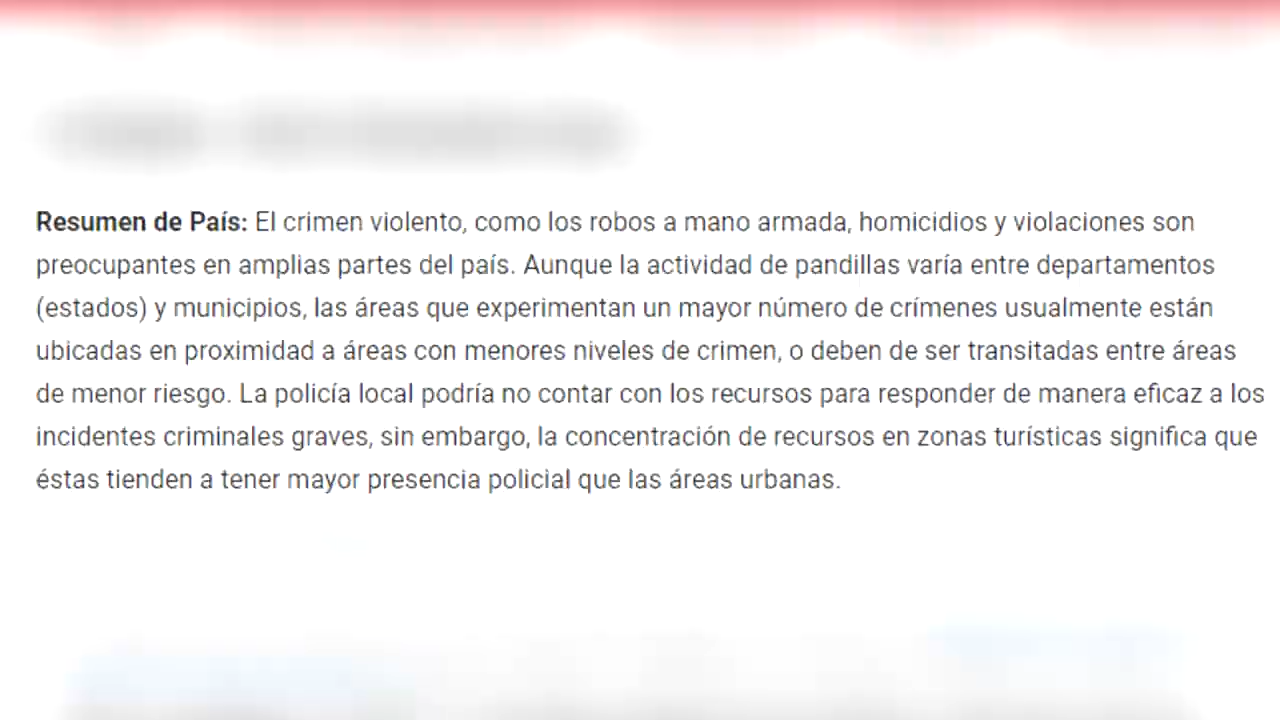 Resumen de País: El crimen violento, como los robos a mano armada, homicidios y violaciones son
preocupantes en amplias partes del país. Aunque la actividad de pandillas varía entre departamentos
(estados) y municipios, las áreas que experimentan un mayor número de crímenes usualmente están
ubicadas en proximidad a áreas con menores niveles de crimen, o deben de ser transitadas entre áreas
de menor riesgo. La policía local podría no contar con los recursos para responder de manera eficaz a los
incidentes criminales graves, sin embargo, la concentración de recursos en zonas turísticas significa que
éstas tienden a tener mayor presencia policial que las áreas urbanas.